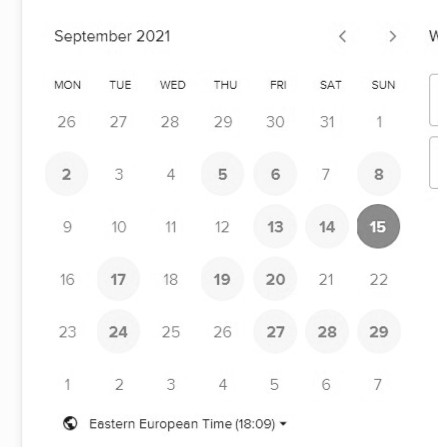 September 2021
W
MON TUE WED THU FRI SAT SUN
26 27 28 29 30 31 1
2 3 4 5 6 7 8
9 10 11 12 13 14 15
16 17 18 19 20 21 22
23 24 25 26 27 28 29
1 2 3 4 5 6 7
Eastern European Time (18:09)